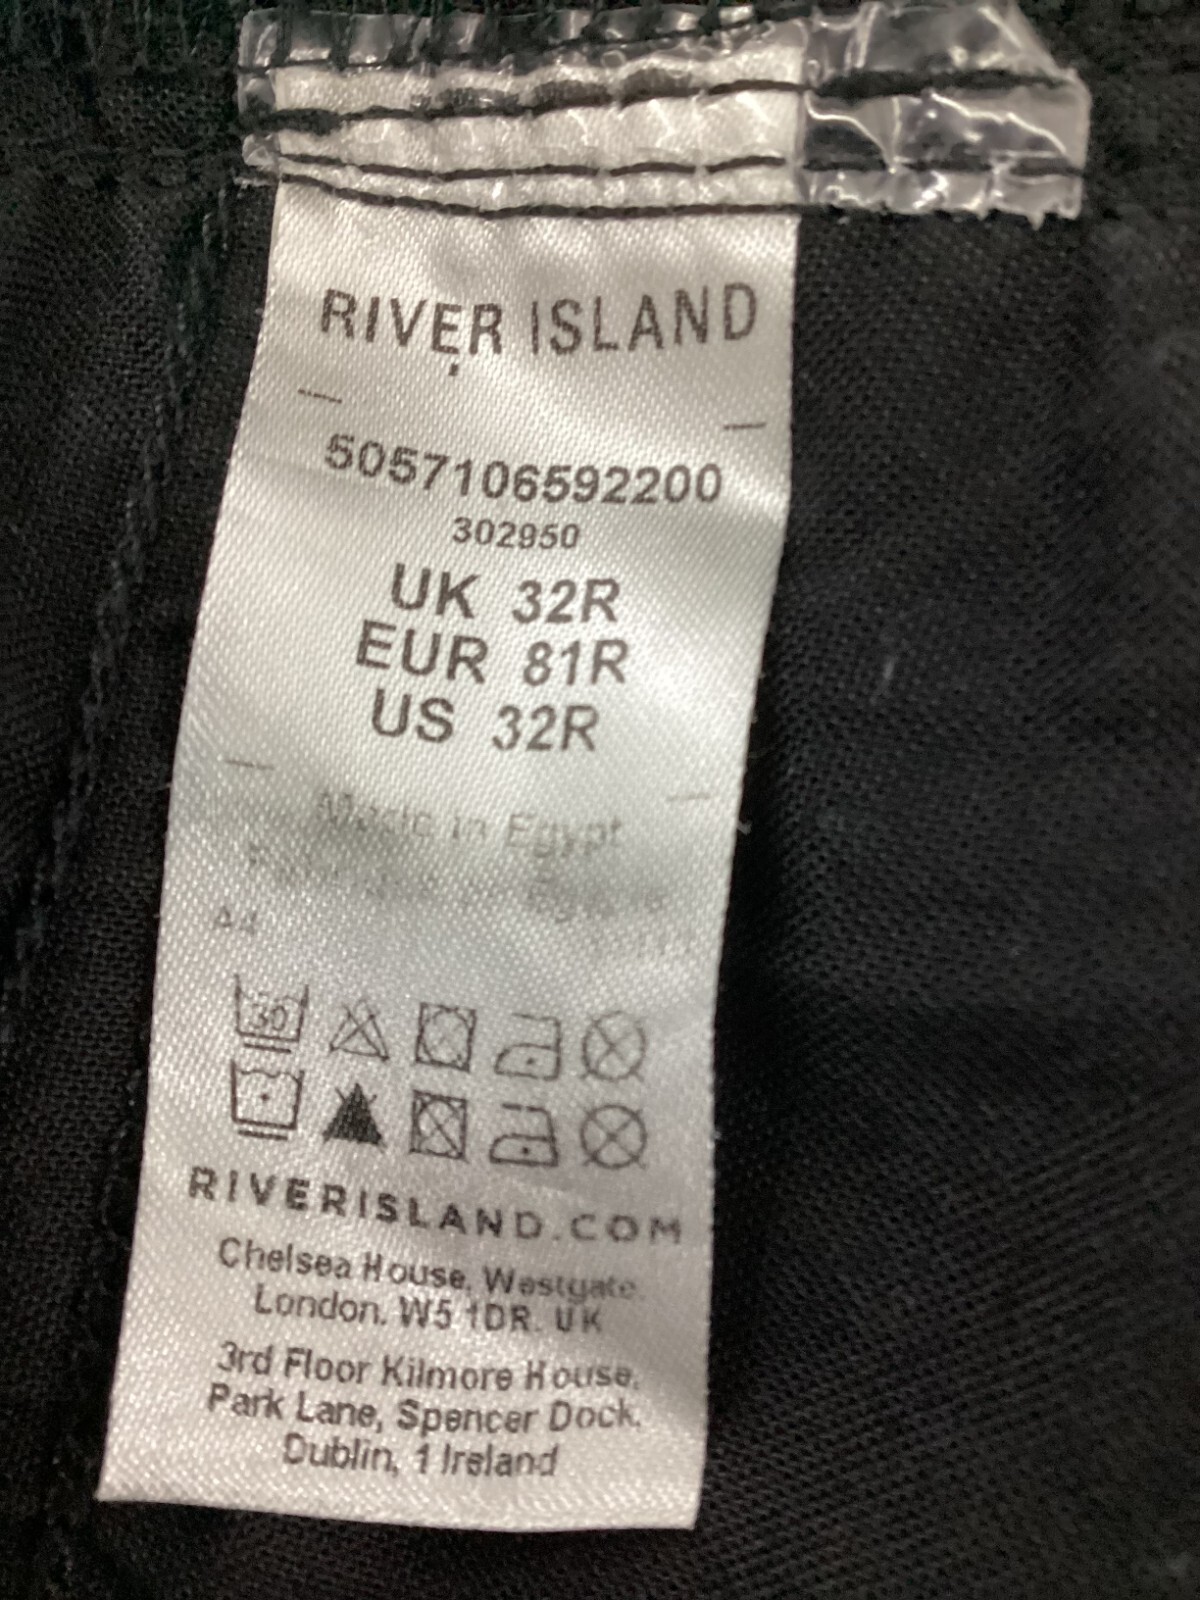 RIVER ISLAND
5057106592200
302950
UK 32R
EUR 81R
US 32R
Made in Egypt
30
RIVERISLAND.COM
Chelsea House, Westgate,
London. W5 1DR. UK
3rd Floor Kilmore House,
Park Lane, Spencer Dock.
Dublin, 1 Ireland